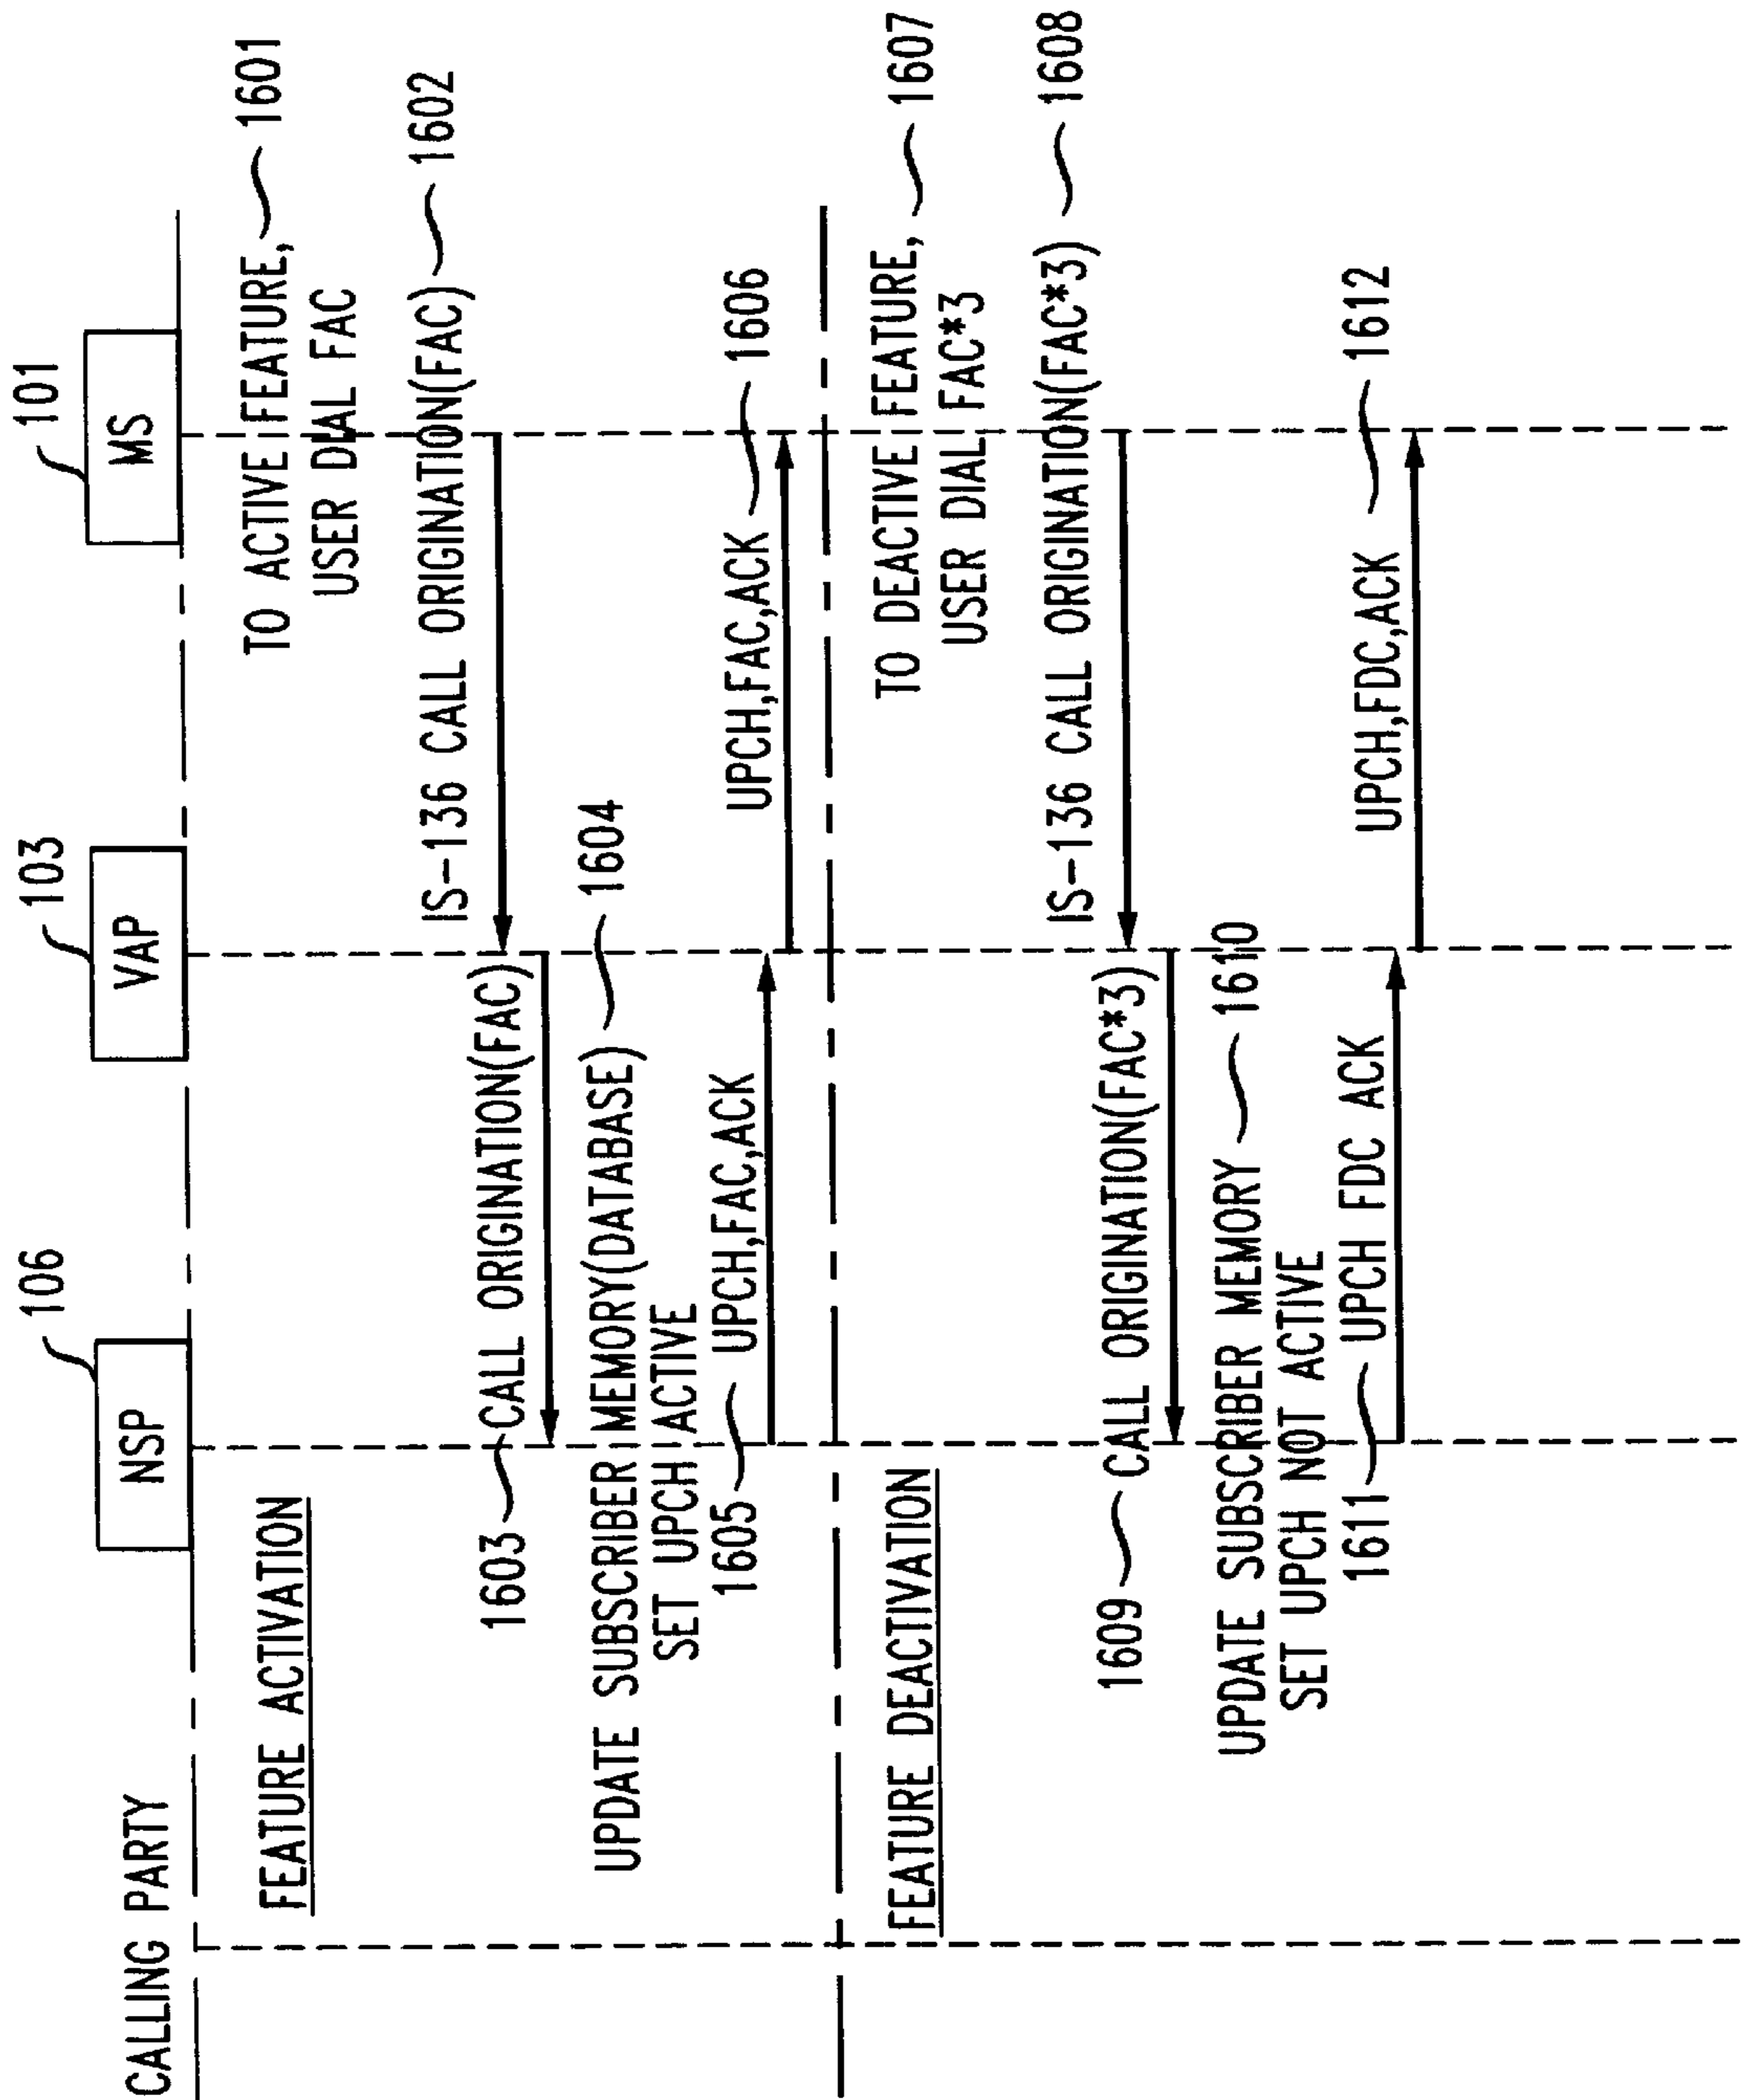 CALLING PARTY
106
NSP
103
VAP
101
MS
FEATURE ACTIVATION
TO ACTIVE FEATURE, 1601
USER DIAL FAC
IS-136 CALL ORIGINATION(FAC) 1602
1603 CALL ORIGINATION(FAC)
UPDATE SUBSCRIBER MEMORY(DATABASE) 1604
SET UPCH ACTIVE
1605 UPCH,FAC,ACK
UPCH,FAC,ACK 1606
FEATURE DEACTIVATION
TO DEACTIVE FEATURE, 1607
USER DIAL FAC*3
IS-136 CALL ORIGINATION(FAC*3) 1608
1609 CALL ORIGINATION(FAC*3)
UPDATE SUBSCRIBER MEMORY 1610
SET UPCH NOT ACTIVE
1611 UPCH FDC ACK
UPCH,FDC,ACK 1612